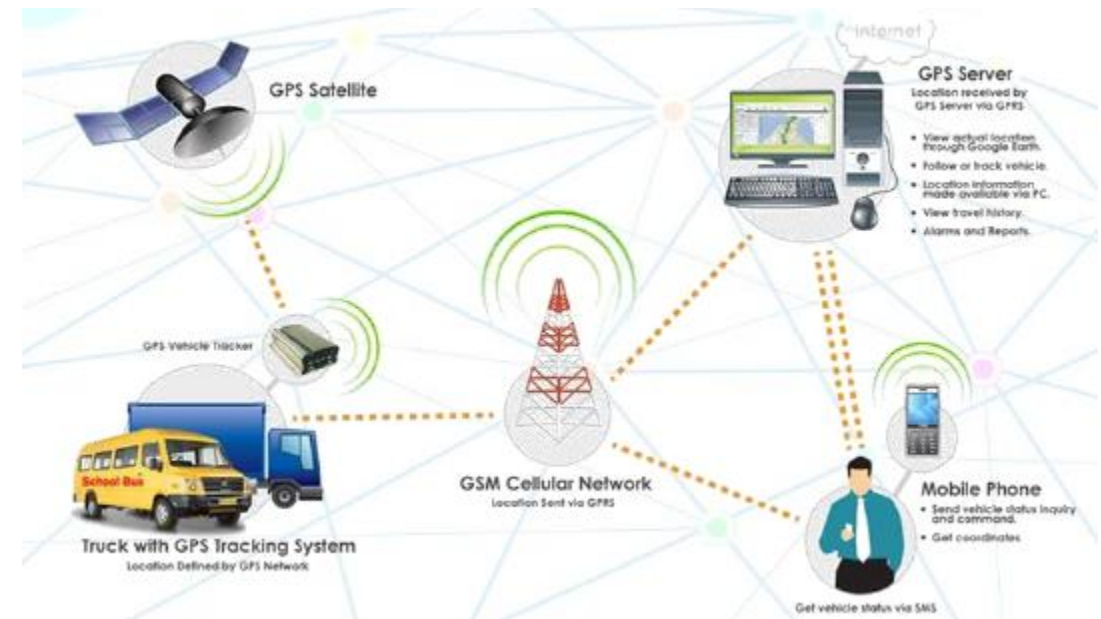 internet
GPS Satellite
GPS Server
Location received by
GPS Server via GPRS
• View actual location
through Google Earth.
• Follow or track vehicle.
• Location information
made available via PC.
• View travel history.
• Alarms and Reports.
GPS Vehicle Tracker
School Bus
GSM Cellular Network
Location Sent via GPRS
Mobile Phone
• Send vehicle status inquiry
and command.
• Get coordinates
Truck with GPS Tracking System
Location Defined by GPS Network
Get vehicle status via SMS